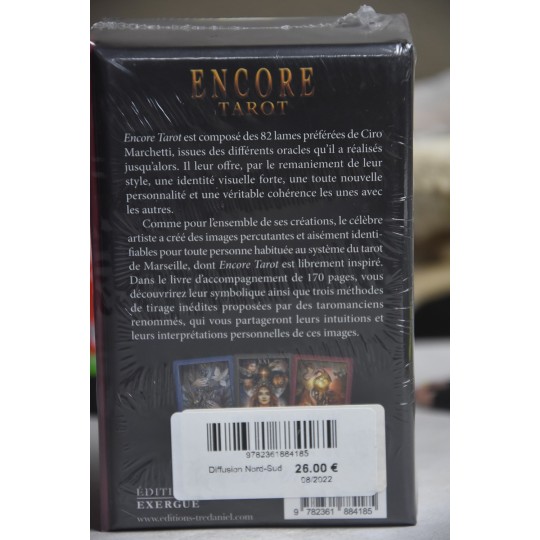 ENCORE
TAROT
Encore Tarot est composé des 82 lames préférées de Ciro
Marchetti, issues des différents oracles qu'il a réalisés
jusqu'alors. Il leur offre, par le remaniement de leur
style, une identité visuelle forte, une toute nouvelle
personnalité et une véritable cohérence les unes avec
les autres.
Comme pour l'ensemble de ses créations, le célèbre
artiste a créé des images percutantes et aisément identi-
fiables pour toute personne habituée au système du tarot
de Marseille, dont Encore Tarot est librement inspiré.
Dans le livre d'accompagnement de 170 pages, vous
découvrirez leur symbolique ainsi que trois méthodes
de tirage inédites proposées par des taromanciens
renommés, qui vous partageront leurs intuitions et
leurs interprétations personnelles de ces images.
9782361884185
Diffusion Nord-Sud 26.00 €
08/2022
EXERGUE
www.editions-tredaniel.com
9 782361 884185